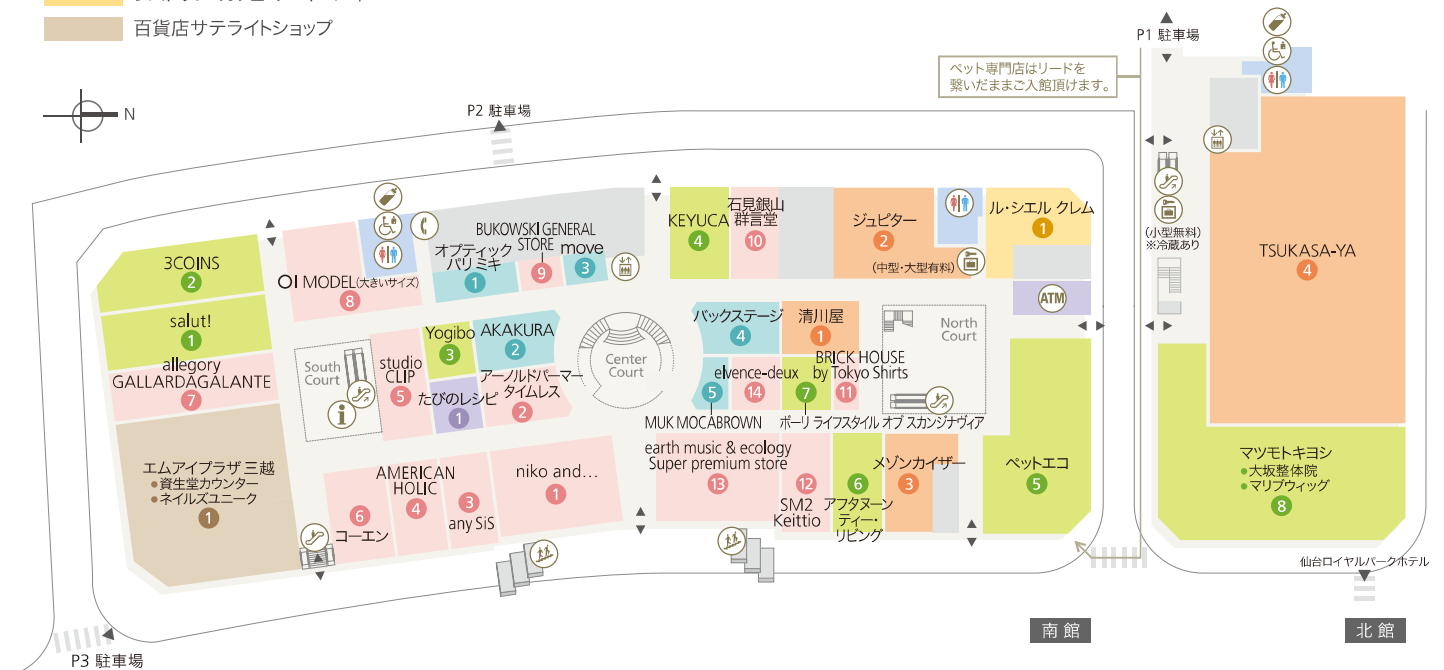 百貨店サテライトショップ
N
P1 駐車場
P2 駐車場
P3 駐車場
ペット専門店はリードを
繋いだままご入館頂けます。
3COINS
2
salut!
1
allegory
GALLARDAGALANTE
7
エムアイプラザ三越
●資生堂カウンター
●ネイルズユニーク
1
OI MODEL(大きいサイズ)
8
オプティック
パリミキ
1
BUKOWSKI GENERAL
STORE
9
move
3
South
Court
i
studio
CLIP
5
Yogibo
3
AKAKURA
2
たびのレシピ
1
アーノルドパーマー
タイムレス
2
Center
Court
コーエン
6
AMERICAN
HOLIC
4
3
any SiS
niko and...
1
KEYUCA
4
石見銀山
群言堂
10
ジュピター
2
(中型・大型有料)
ル・シエル クレム
1
ATM
バックステージ
4
清川屋
1
North
Court
5
MUK MOCABROWN
elvence-deux
14
7
ポーリ ライフスタイル オブ スカンジナヴィア
BRICK HOUSE
by Tokyo Shirts
11
earth music & ecology
Super premium store
13
12
SM2
Keittio
6
アフタヌーン
ティー・
リビング
メゾンカイザー
3
ペットエコ
5
(小型無料)
※冷蔵あり
TSUKASA-YA
4
マツモトキヨシ
●大坂整体院
●マリブウィッグ
8
仙台ロイヤルパークホテル
南館
北館